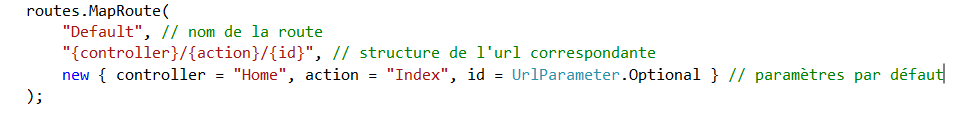 routes.MapRoute(
"Default", // nom de la route
"{controller}/{action}/{id}", // structure de l'url correspondante
new { controller = "Home", action = "Index", id = UrlParameter.Optional } // paramètres par défaut
);